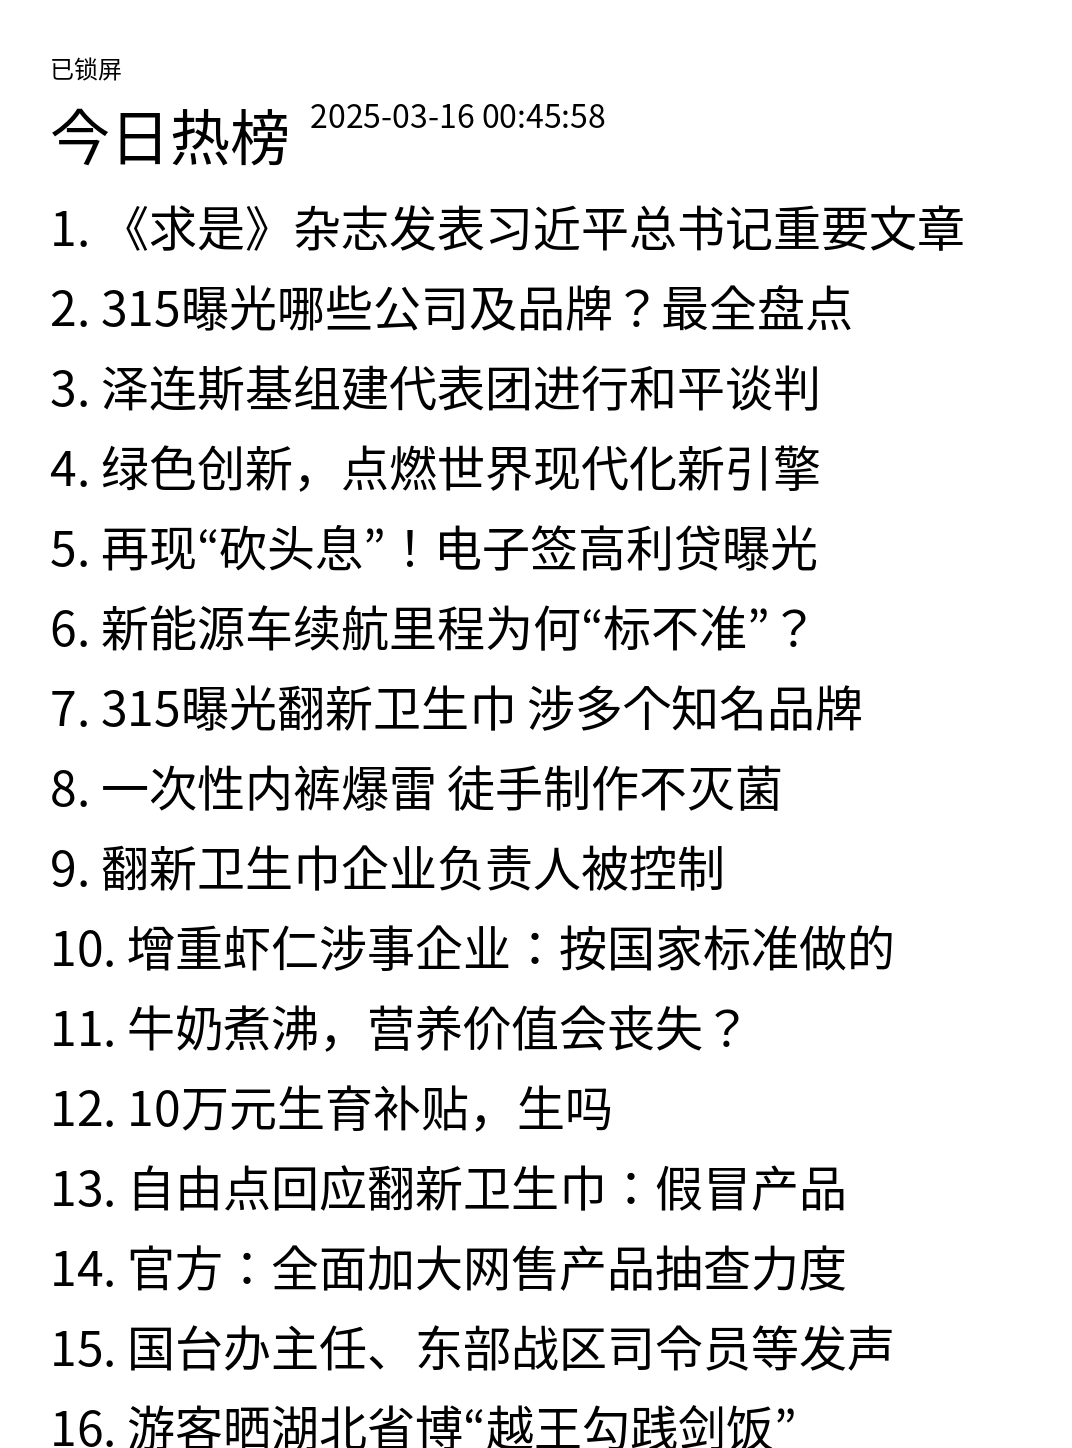 已锁屏
今日热榜 2025-03-16 00:45:58
1. 《求是》杂志发表习近平总书记重要文章
2. 315曝光哪些公司及品牌？最全盘点
3. 泽连斯基组建代表团进行和平谈判
4. 绿色创新，点燃世界现代化新引擎
5. 再现“砍头息”！电子签高利贷曝光
6. 新能源车续航里程为何“标不准”？
7. 315曝光翻新卫生巾 涉多个知名品牌
8. 一次性内裤爆雷 徒手制作不灭菌
9. 翻新卫生巾企业负责人被控制
10. 增重虾仁涉事企业：按国家标准做的
11. 牛奶煮沸，营养价值会丧失？
12. 10万元生育补贴，生吗
13. 自由点回应翻新卫生巾：假冒产品
14. 官方：全面加大网售产品抽查力度
15. 国台办主任、东部战区司令员等发声
16. 游客晒湖北省博“越王勾践剑饭”